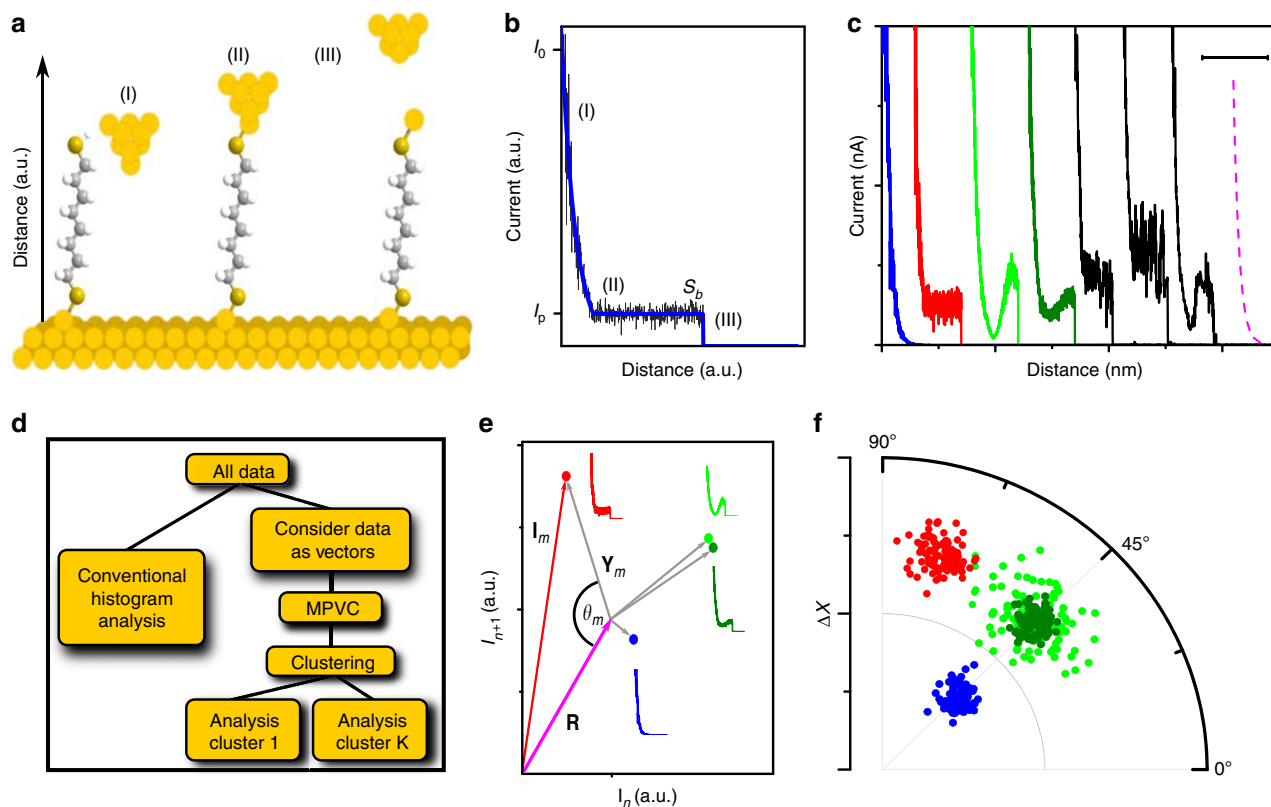 a
Distance (a.u.)
(I)
(II)
(III)
b
Current (a.u.)
I₀
Iₚ
(I)
(II)
S_b
(III)
Distance (a.u.)
c
Current (nA)
Distance (nm)
d
All data
Conventional
histogram
analysis
Consider data
as vectors
MPVC
Clustering
Analysis
cluster 1
Analysis
cluster K
e
Iₙ₊₁ (a.u.)
Iₘ
Yₘ
θₘ
R
Iₙ (a.u.)
f
90°
45°
0°
ΔX